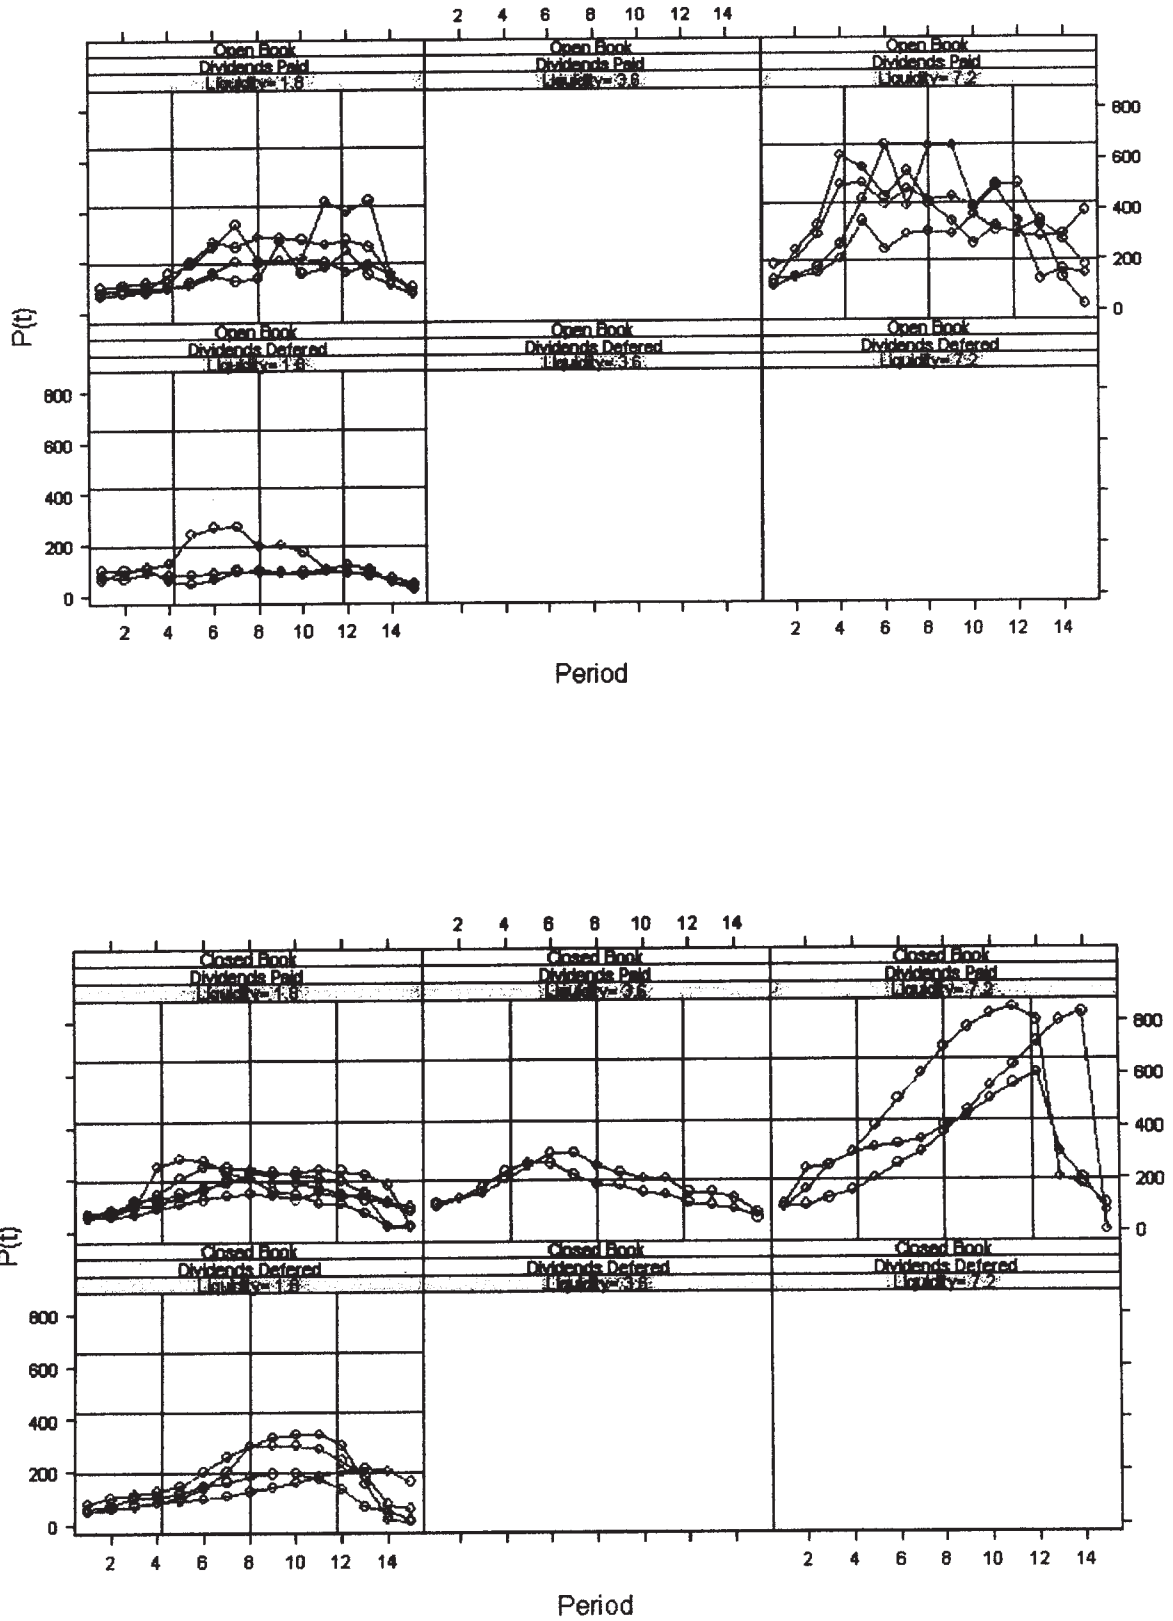 2 4 6 8 10 12 14
Open Book Open Book Open Book
Dividends Paid Dividends Paid Dividends Paid
Liquidity= 1.8 Liquidity= 3.6 Liquidity= 7.2
800
600
400
200
0
P(t)
Open Book Open Book Open Book
Dividends Defered Dividends Defered Dividends Defered
Liquidity= 1.8 Liquidity= 3.6 Liquidity= 7.2
800
600
400
200
0
2 4 6 8 10 12 14 2 4 6 8 10 12 14
Period
2 4 6 8 10 12 14
Closed Book Closed Book Closed Book
Dividends Paid Dividends Paid Dividends Paid
Liquidity= 1.8 Liquidity= 3.6 Liquidity= 7.2
800
600
400
200
0
P(t)
Closed Book Closed Book Closed Book
Dividends Defered Dividends Defered Dividends Defered
Liquidity= 1.8 Liquidity= 3.6 Liquidity= 7.2
800
600
400
200
0
2 4 6 8 10 12 14 2 4 6 8 10 12 14
Period